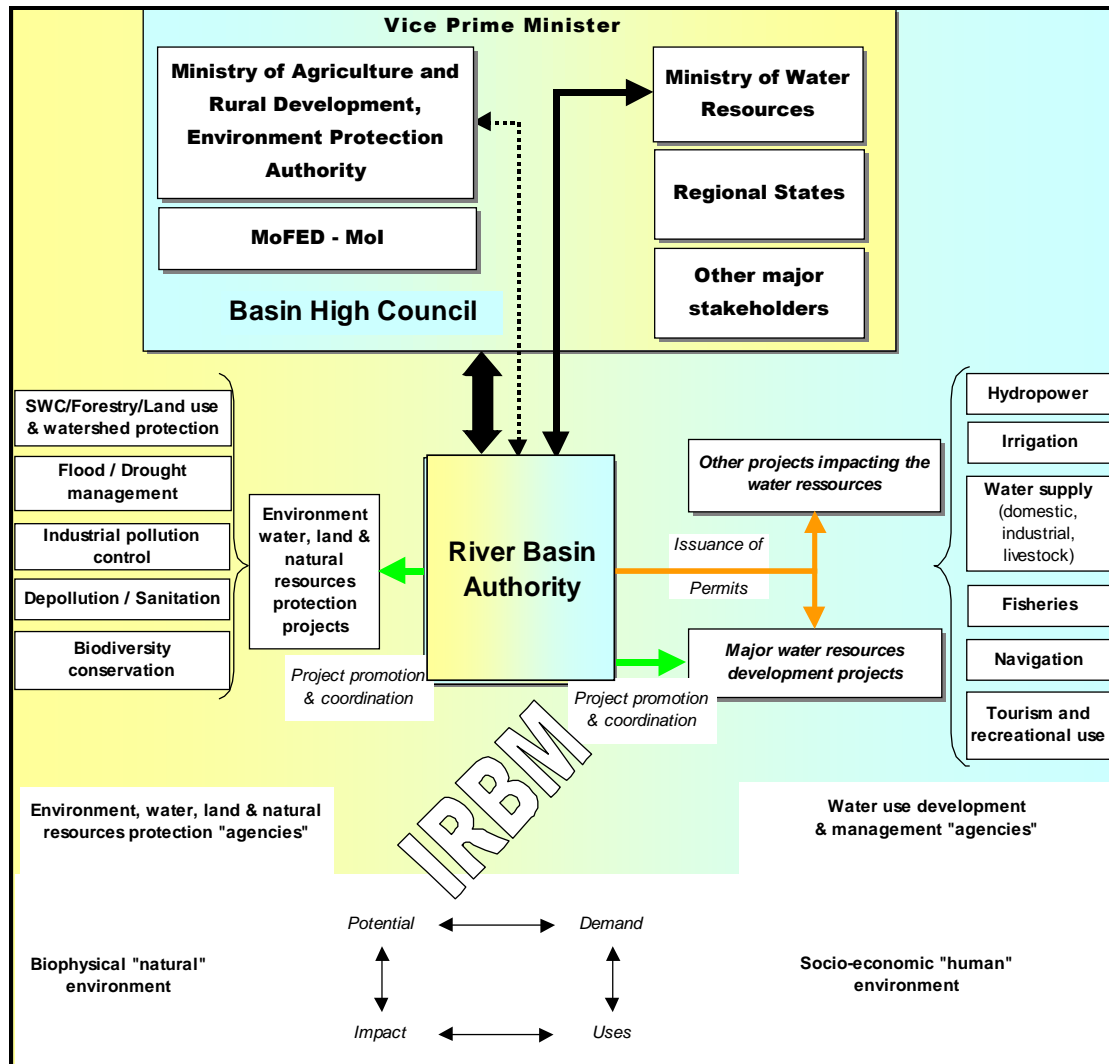 Vice Prime Minister
Ministry of Agriculture and
Rural Development,
Environment Protection
Authority
MoFED - MoI
Basin High Council
Ministry of Water
Resources
Regional States
Other major
stakeholders
SWC/Forestry/Land use
& watershed protection
Flood / Drought
management
Industrial pollution
control
Depollution / Sanitation
Biodiversity
conservation
Environment
water, land &
natural
resources
protection
projects
Project promotion
& coordination
River Basin
Authority
Issuance of
Permits
Project promotion
& coordination
Other projects impacting the
water ressources
Major water resources
development projects
Hydropower
Irrigation
Water supply
(domestic,
industrial,
livestock)
Fisheries
Navigation
Tourism and
recreational use
IRBM
Environment, water, land & natural
resources protection "agencies"
Water use development
& management "agencies"
Potential
Demand
Biophysical "natural"
environment
Socio-economic "human"
environment
Impact
Uses